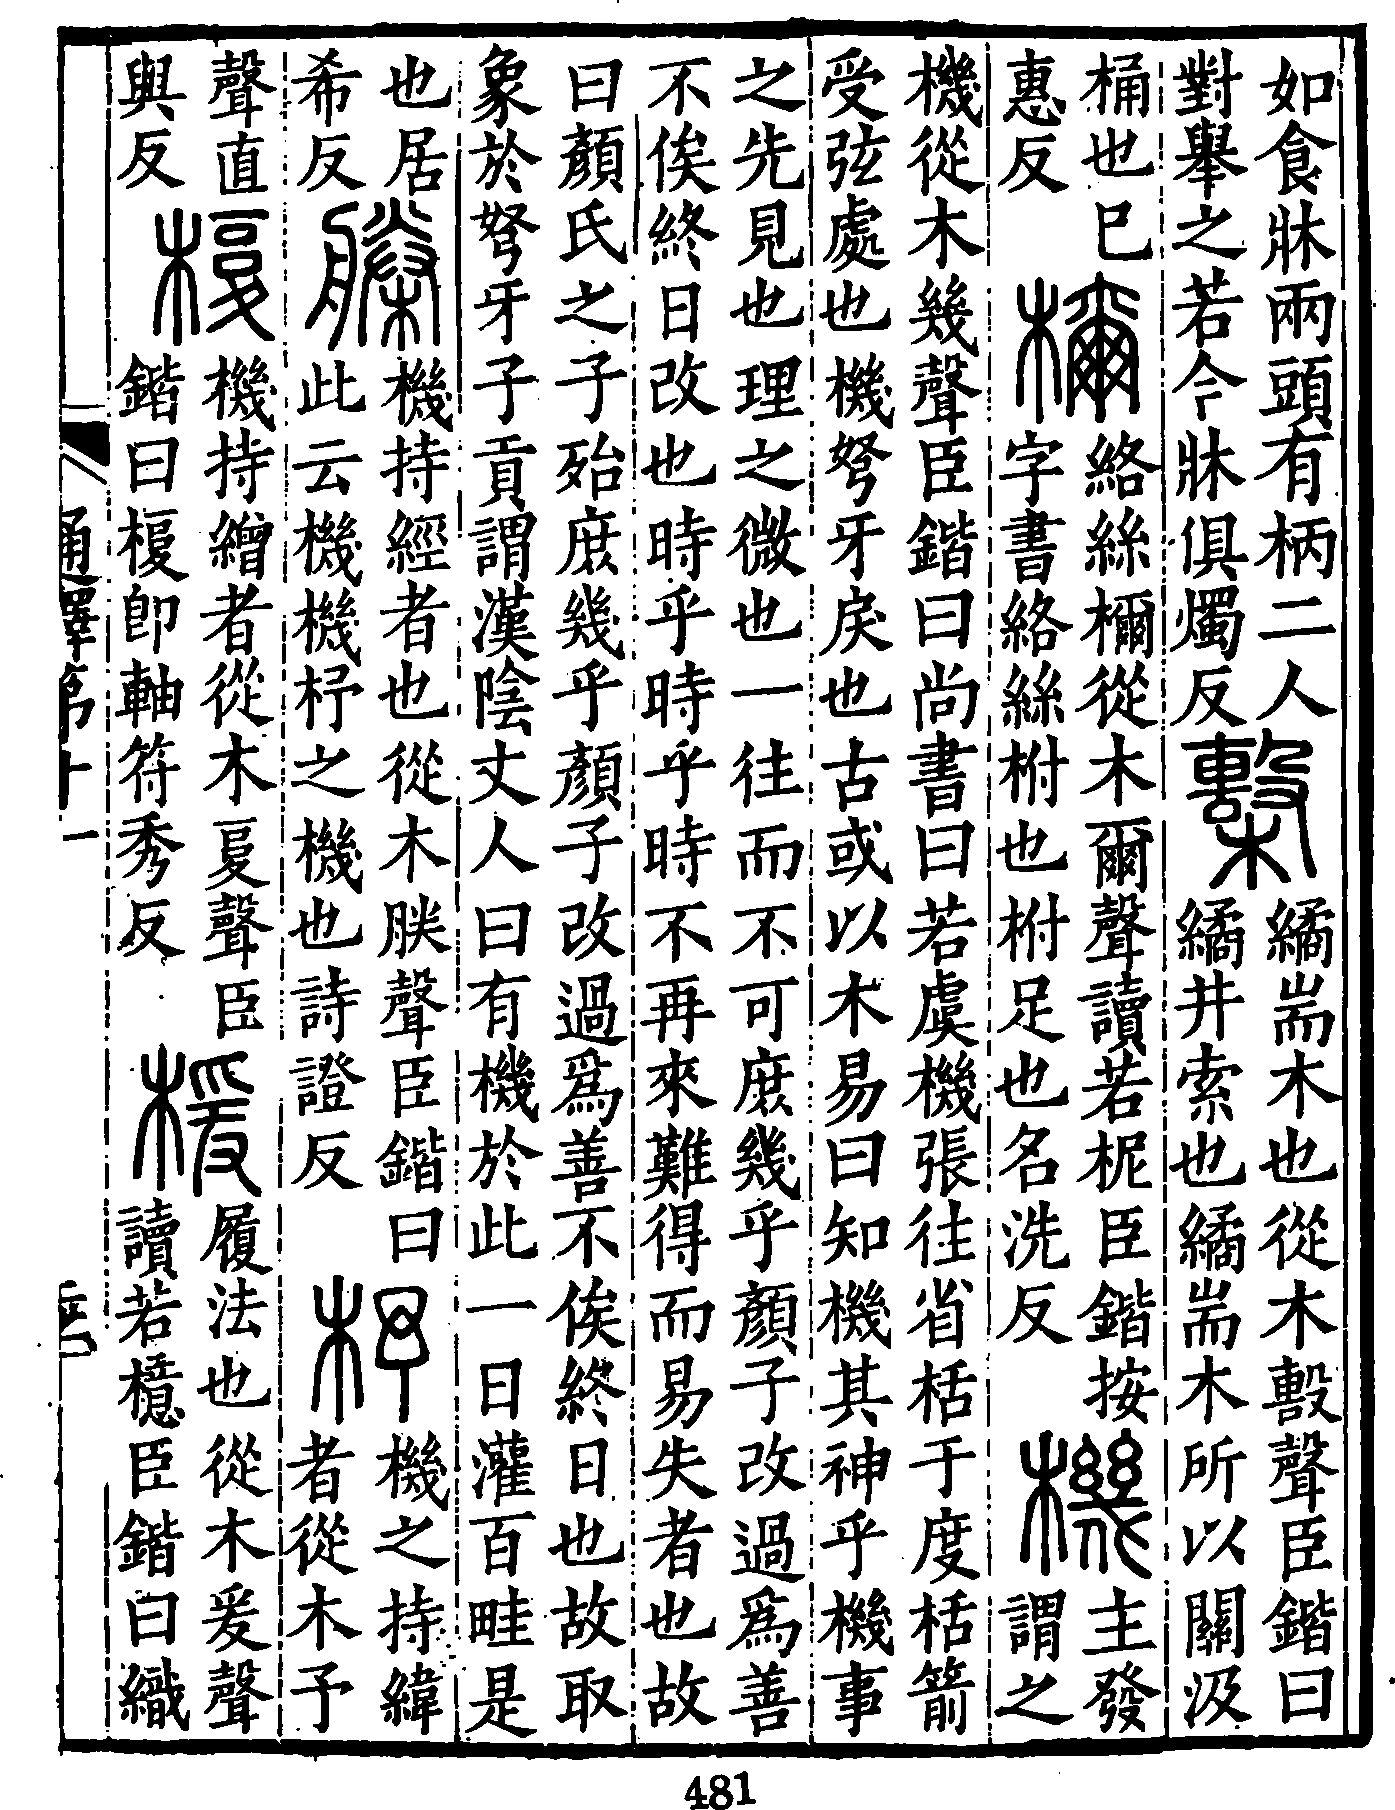 如食牀兩頭有柄二人
對舉之若今牀俱燭反
檕
繘耑木也從木毄聲臣鍇曰
繘井索也繘耑木所以關汲
桶也巳
惠反
檷
絡絲檷從木爾聲讀若柅臣鍇按
字書絡絲柎也柎足也名洗反
機
主發
謂之
機從木幾聲臣鍇曰尚書曰若虞機張往省栝于度栝箭
受弦處也機弩牙戾也古或以木易曰知機其神乎機事
之先見也理之微也一往而不可庶幾乎顏子改過爲善
不俟終日改也時乎時乎時不再來難得而易失者也故
曰顏氏之子殆庶幾乎顏子改過爲善不俟終日也故取
象於弩牙子貢謂漢陰丈人曰有機於此一日灌百畦是
也居
希反
榺
機持經者也從木朕聲臣鍇曰
此云機機杼之機也詩證反
杼
機之持緯
者從木予
聲直
與反
椱
機持繒者從木复聲臣
鍇曰椱即軸符秀反
楥
履法也從木爰聲
讀若檍臣鍇曰織
通釋第十一
481